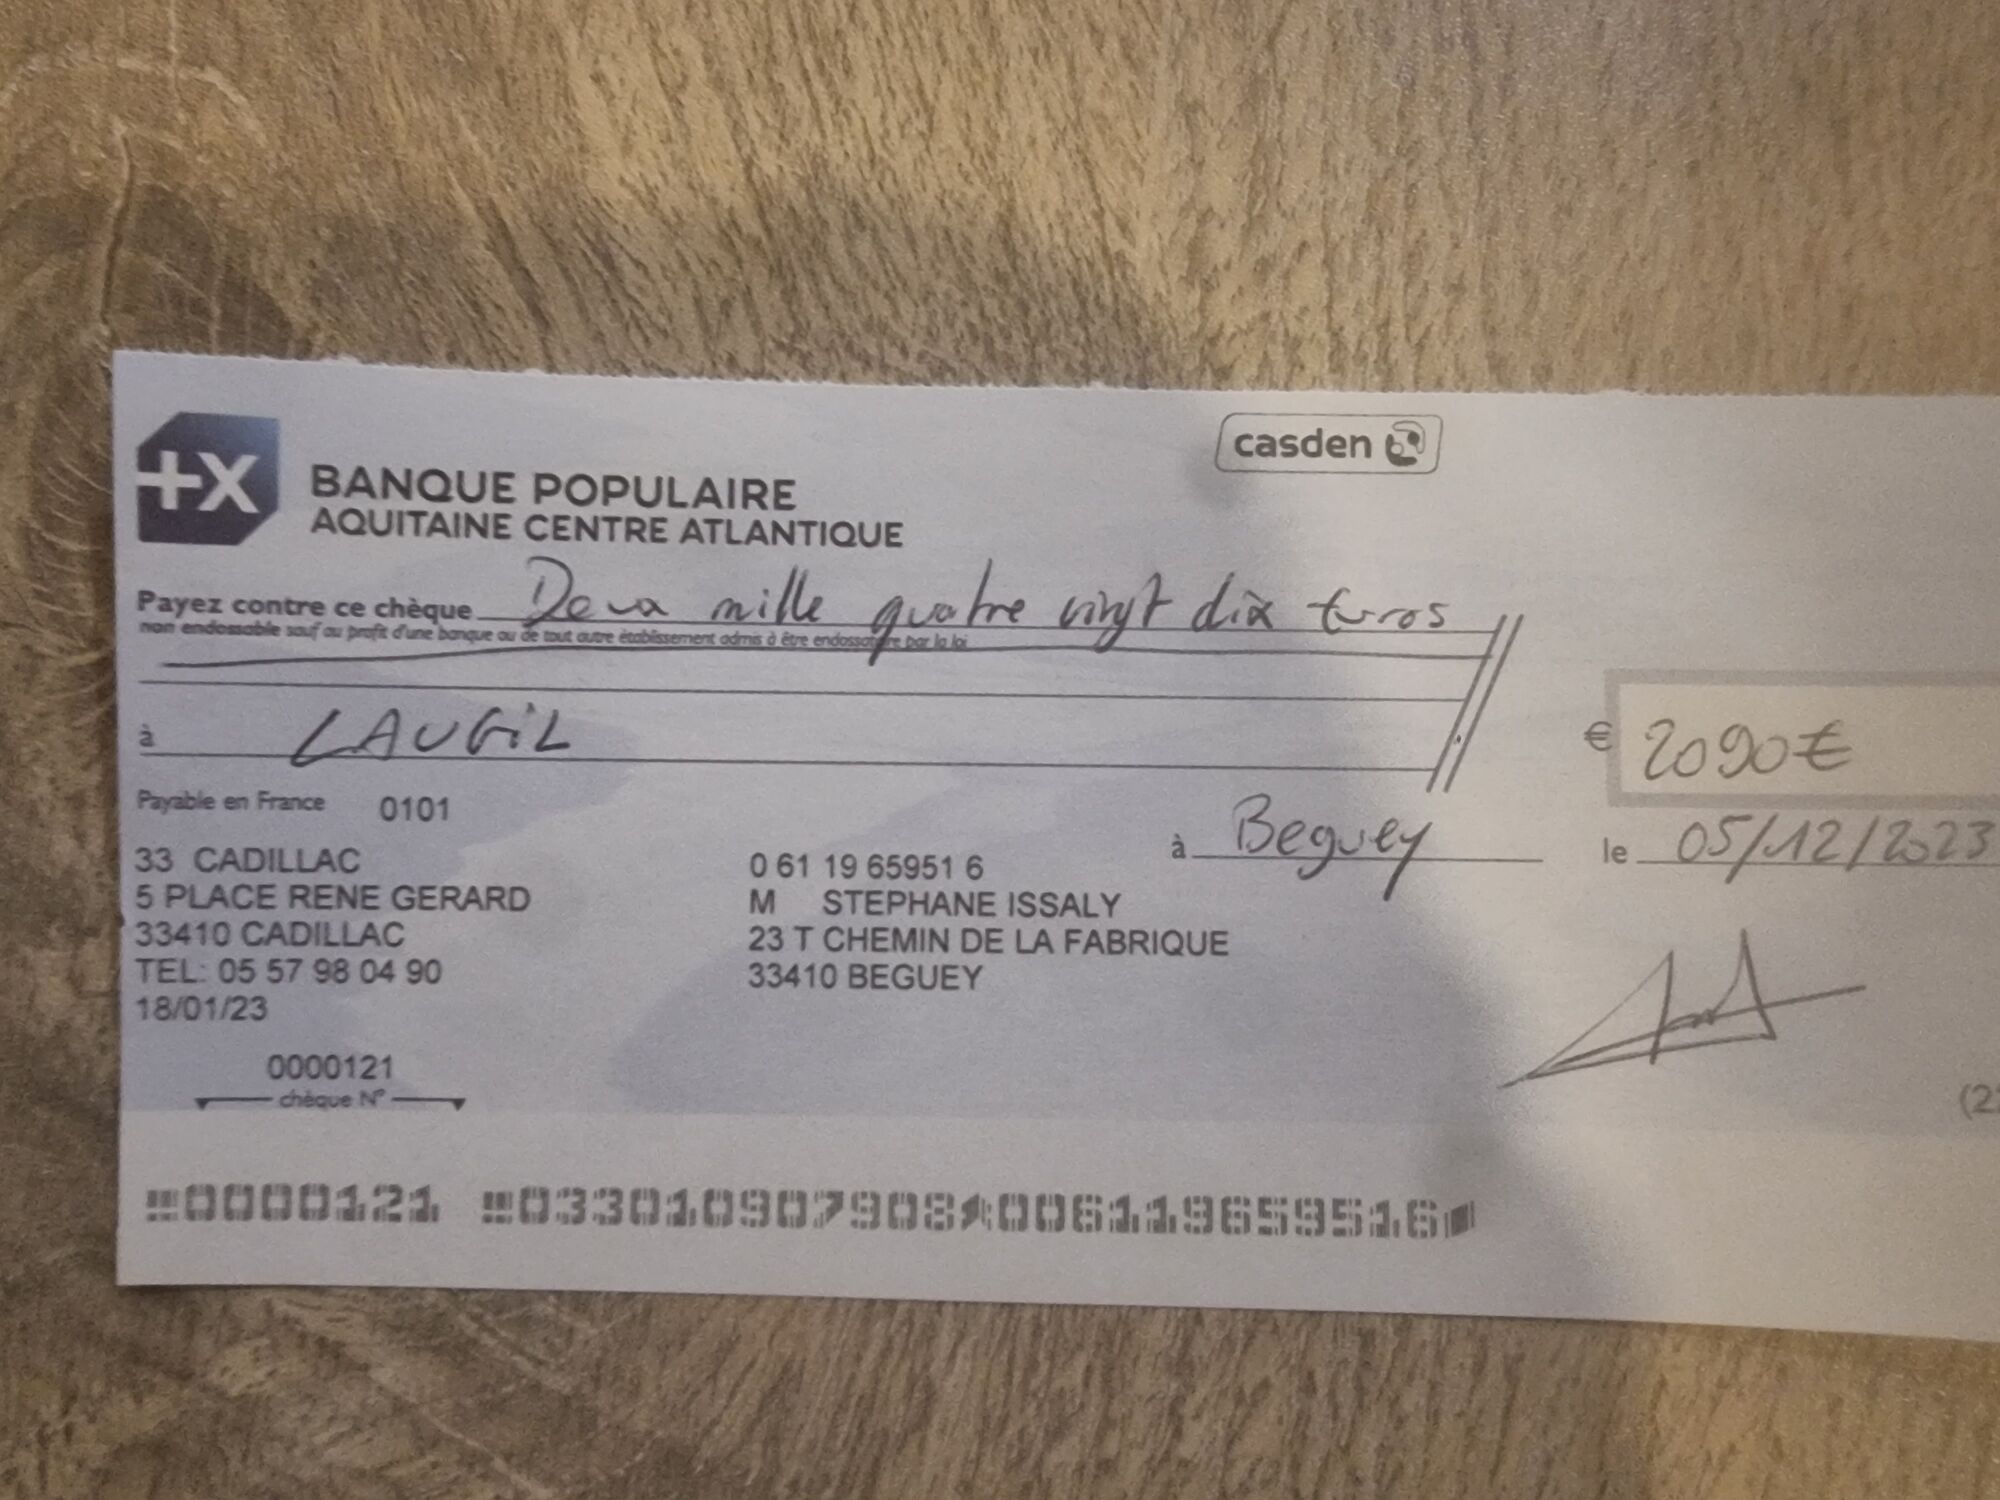 +X
BANQUE POPULAIRE
AQUITAINE CENTRE ATLANTIQUE
casden
Payez contre ce chèque Deux mille quatre vingt dix Euros
non endossable sauf au profit d'une banque ou de tout autre établissement admis à être endossataire par la loi
à LAUGIL
€ 2090€
Payable en France 0101
à Beguey le 05/12/2023
33 CADILLAC
5 PLACE RENE GERARD
33410 CADILLAC
TEL: 05 57 98 04 90
18/01/23
0 61 19 65951 6
M STEPHANE ISSALY
23 T CHEMIN DE LA FABRIQUE
33410 BEGUEY
0000121
chèque N°
(22
0000121 033010907908 006119659516